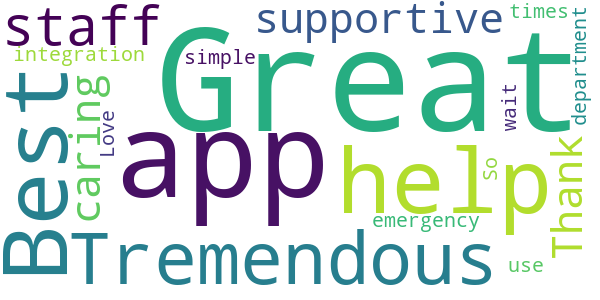 staff
supportive
times
integration
simple
Great
department
Best
caring
Love
app
wait
help
So
Thank
emergency
Tremendous
use